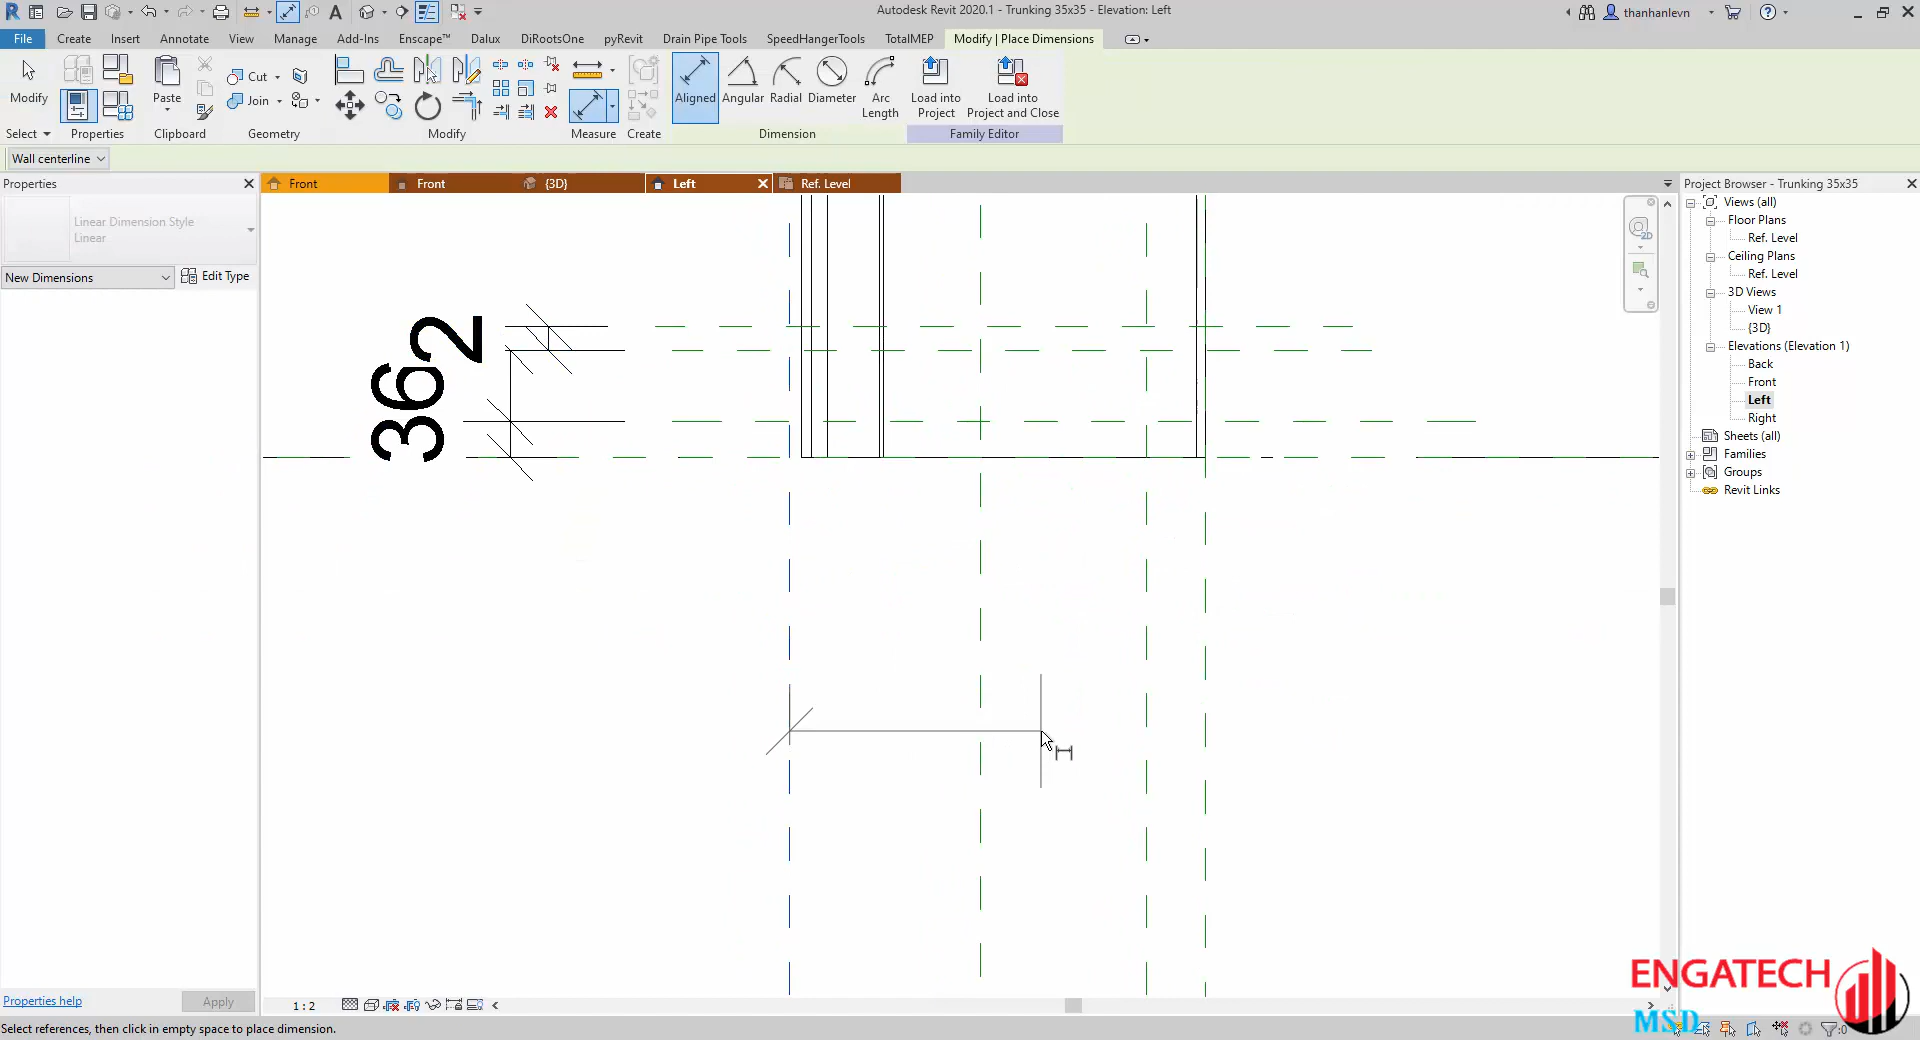 Autodesk Revit 2020.1 - Trunking 35x35 - Elevation: Left
thanhanlevn
File Create Insert Annotate View Manage Add-Ins Enscape™ Dalux DiRootsOne pyRevit Drain Pipe Tools SpeedHangerTools TotalMEP Modify | Place Dimensions
Modify
Paste
Cut
Join
Aligned Angular Radial Diameter Arc Length
Load into Project
Load into Project and Close
Select Properties Clipboard Geometry Modify Measure Create Dimension Family Editor
Wall centerline
Properties
Linear Dimension Style
Linear
New Dimensions
Edit Type
Front Front {3D} Left Ref. Level
2D
2
36
Project Browser - Trunking 35x35
Views (all)
Floor Plans
Ref. Level
Ceiling Plans
Ref. Level
3D Views
View 1
{3D}
Elevations (Elevation 1)
Back
Front
Left
Right
Sheets (all)
Families
Groups
Revit Links
Properties help
Apply
1 : 2
Select references, then click in empty space to place dimension.
:0
ENGATECH
MSD